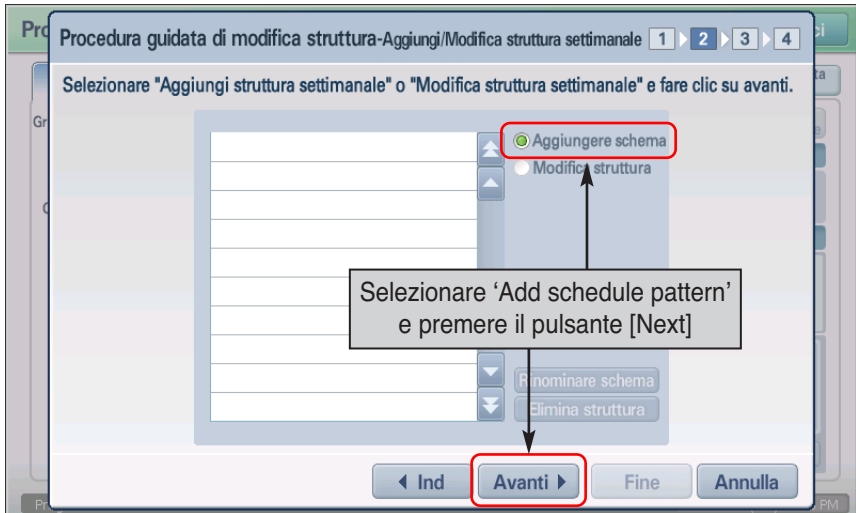 Procedura guidata di modifica struttura-Aggiungi/Modifica struttura settimanale 1 2 3 4
Selezionare "Aggiungi struttura settimanale" o "Modifica struttura settimanale" e fare clic su avanti.
Aggiungere schema
Modifica struttura
Selezionare ‘Add schedule pattern’
e premere il pulsante [Next]
Rinominare schema
Elimina struttura
Ind
Avanti
Fine
Annulla
PM